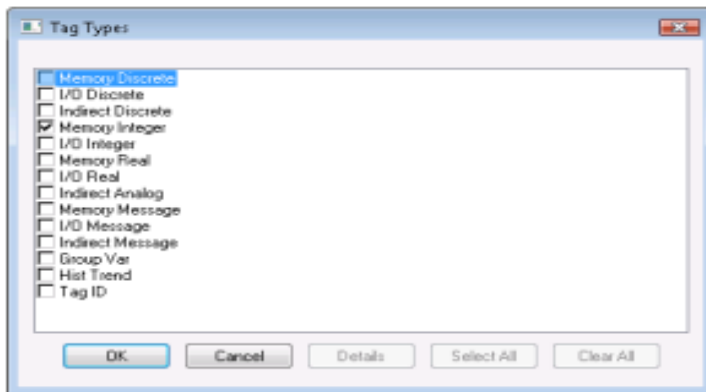 Tag Types
Memory Discrete
I/O Discrete
Indirect Discrete
Memory Integer
I/O Integer
Memory Real
I/O Real
Indirect Analog
Memory Message
I/O Message
Indirect Message
Group Var
Hist Trend
Tag ID
OK Cancel Details Select All Clear All